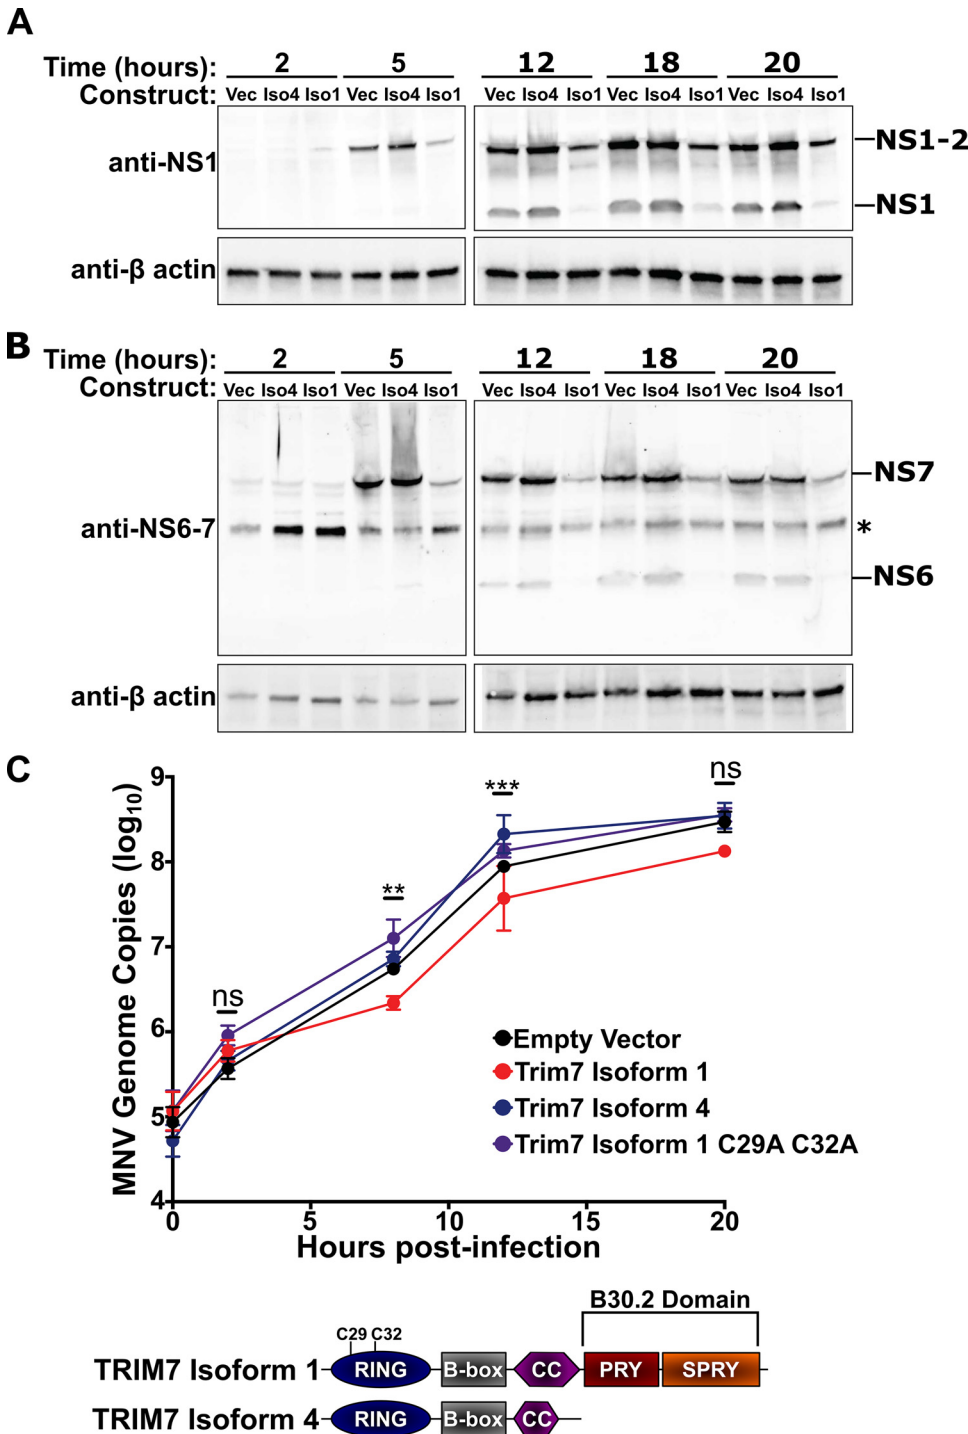 A
Time (hours): 2 5 12 18 20
Construct: Vec Iso4 Iso1 Vec Iso4 Iso1 Vec Iso4 Iso1 Vec Iso4 Iso1 Vec Iso4 Iso1
anti-NS1
NS1-2
NS1
anti-β actin
B
Time (hours): 2 5 12 18 20
Construct: Vec Iso4 Iso1 Vec Iso4 Iso1 Vec Iso4 Iso1 Vec Iso4 Iso1 Vec Iso4 Iso1
NS7
anti-NS6-7
*
NS6
anti-β actin
C
MNV Genome Copies (log10)
9
8
7
6
5
4
ns
**
***
ns
Empty Vector
Trim7 Isoform 1
Trim7 Isoform 4
Trim7 Isoform 1 C29A C32A
0 5 10 15 20
Hours post-infection
B30.2 Domain
C29 C32
TRIM7 Isoform 1 RING B-box CC PRY SPRY
TRIM7 Isoform 4 RING B-box CC